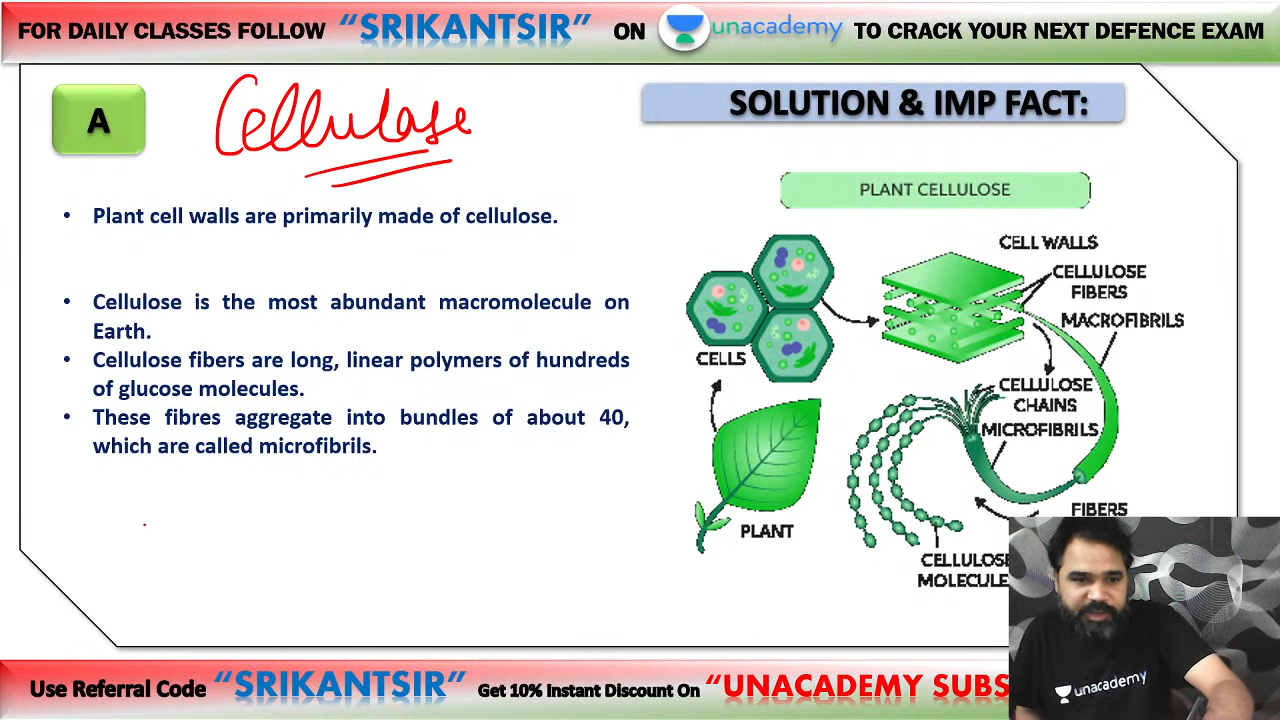 FOR DAILY CLASSES FOLLOW "SRIKANTSIR" ON unacademy TO CRACK YOUR NEXT DEFENCE EXAM
A
Cellulose
SOLUTION & IMP FACT:
• Plant cell walls are primarily made of cellulose.
• Cellulose is the most abundant macromolecule on
Earth.
• Cellulose fibers are long, linear polymers of hundreds
of glucose molecules.
• These fibres aggregate into bundles of about 40,
which are called microfibrils.
PLANT CELLULOSE
CELL WALLS
CELLULOSE
FIBERS
MACROFIBRILS
CELLS
CELLULOSE
CHAINS
MICROFIBRILS
FIBERS
PLANT
CELLULOSE
MOLECULE
unacademy
Use Referral Code "SRIKANTSIR" Get 10% Instant Discount On "UNACADEMY SUBS